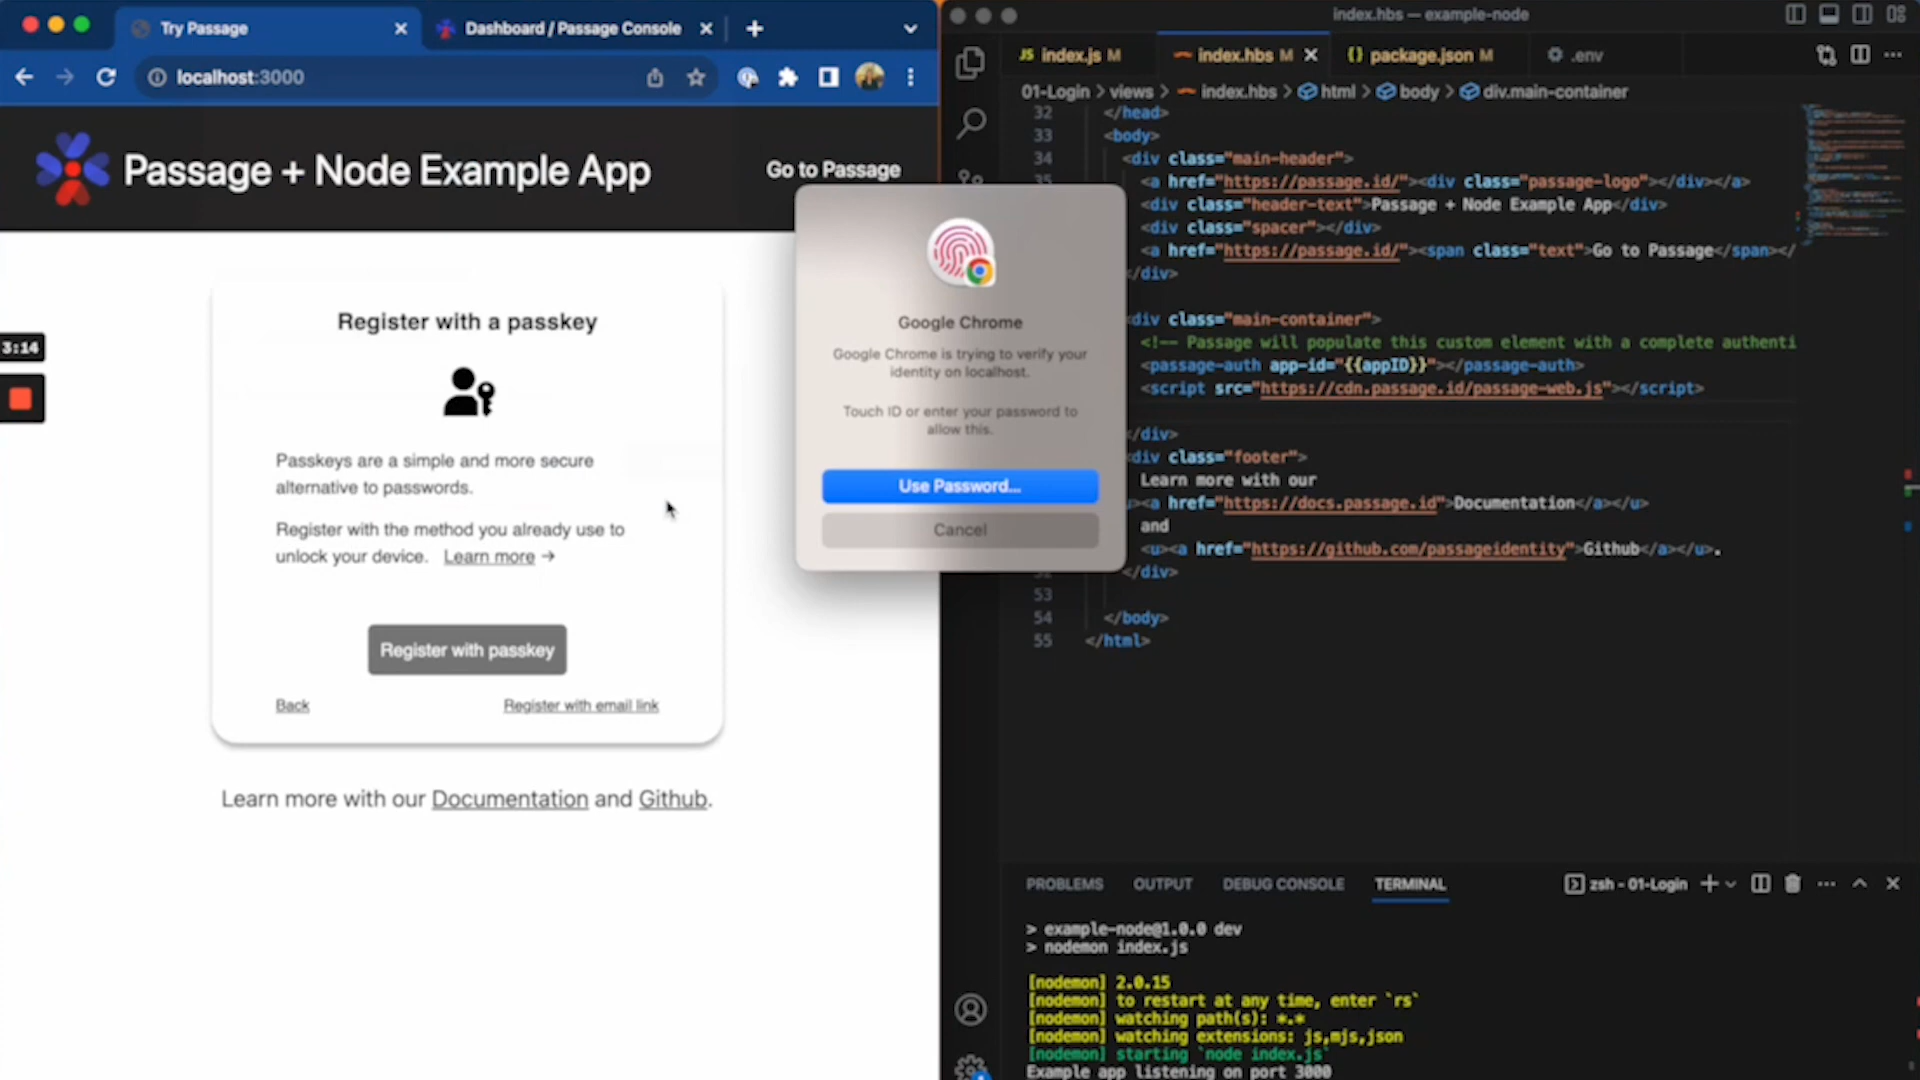 Try Passage
Dashboard / Passage Console
localhost:3000
Passage + Node Example App
Go to Passage
3:14
Register with a passkey
Passkeys are a simple and more secure
alternative to passwords.
Register with the method you already use to
unlock your device. Learn more →
Register with passkey
Back
Register with email link
Learn more with our Documentation and Github.
Google Chrome
Google Chrome is trying to verify your
identity on localhost.
Touch ID or enter your password to
allow this.
Use Password...
Cancel
index.hbs — example-node
JS index.js M
index.hbs M
{} package.json M
.env
01-Login > views > index.hbs > html > body > div.main-container
32 </head>
33 <body>
34 <div class="main-header">
35 <a href="https://passage.id/"><div class="passage-logo"></div></a>
<div class="header-text">Passage + Node Example App</div>
<div class="spacer"></div>
<a href="https://passage.id/"><span class="text">Go to Passage</span></
</div>
div class="main-container">
<!-- Passage will populate this custom element with a complete authenti
<passage-auth app-id="{{appID}}"></passage-auth>
<script src="https://cdn.passage.id/passage-web.js"></script>
</div>
div class="footer">
Learn more with our
><a href="https://docs.passage.id">Documentation</a></u>
and
<u><a href="https://github.com/passageidentity">Github</a></u>.
52 </div>
53
54 </body>
55 </html>
PROBLEMS
OUTPUT
DEBUG CONSOLE
TERMINAL
zsh - 01-Login
> example-node@1.0.0 dev
> nodemon index.js
[nodemon] 2.0.15
[nodemon] to restart at any time, enter `rs`
[nodemon] watching path(s): *.*
[nodemon] watching extensions: js,mjs,json
[nodemon] starting `node index.js`
Example app listening on port 3000